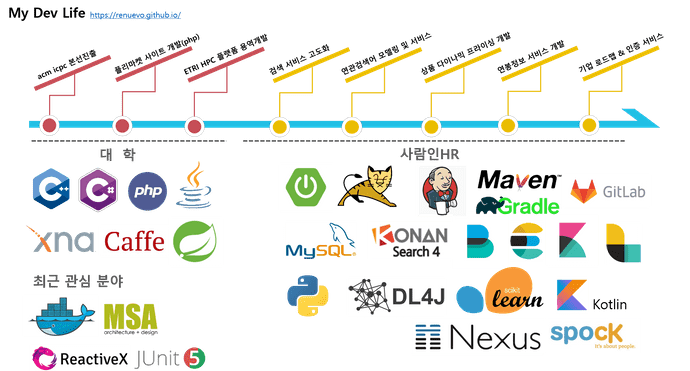 My Dev Life https://renuevo.github.io/
acm icpc 본선진출
플리마켓 사이트 개발(php)
ETRI HPC 플랫폼 용역개발
검색 서비스 고도화
연관검색어 모델링 및 서비스
상품 다이나믹 프라이싱 개발
연봉정보 서비스 개발
기업 로드맵 & 인증 서비스
대 학
사람인HR
C++
C#
php
Java
Maven
Gradle
GitLab
xna
Caffe
MySQL
KONAN
Search 4
BEKL
최근 관심 분야
docker
MSA
architecture + design
DL4J
scikit
learn
Kotlin
ReactiveX
JUnit 5
Nexus
spock
it's about people.